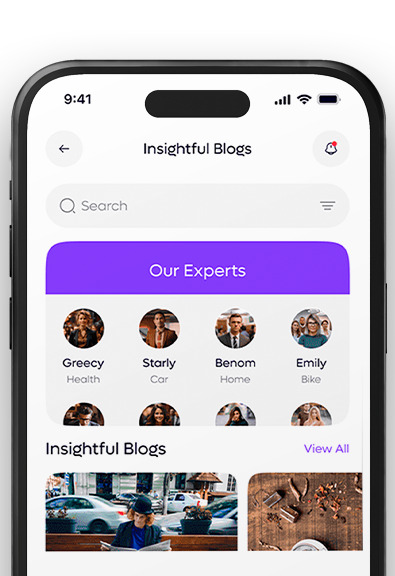 9:41
Insightful Blogs
Search
Our Experts
Greecy
Starly
Benom
Emily
Health
Car
Home
Bike
Insightful Blogs
View All